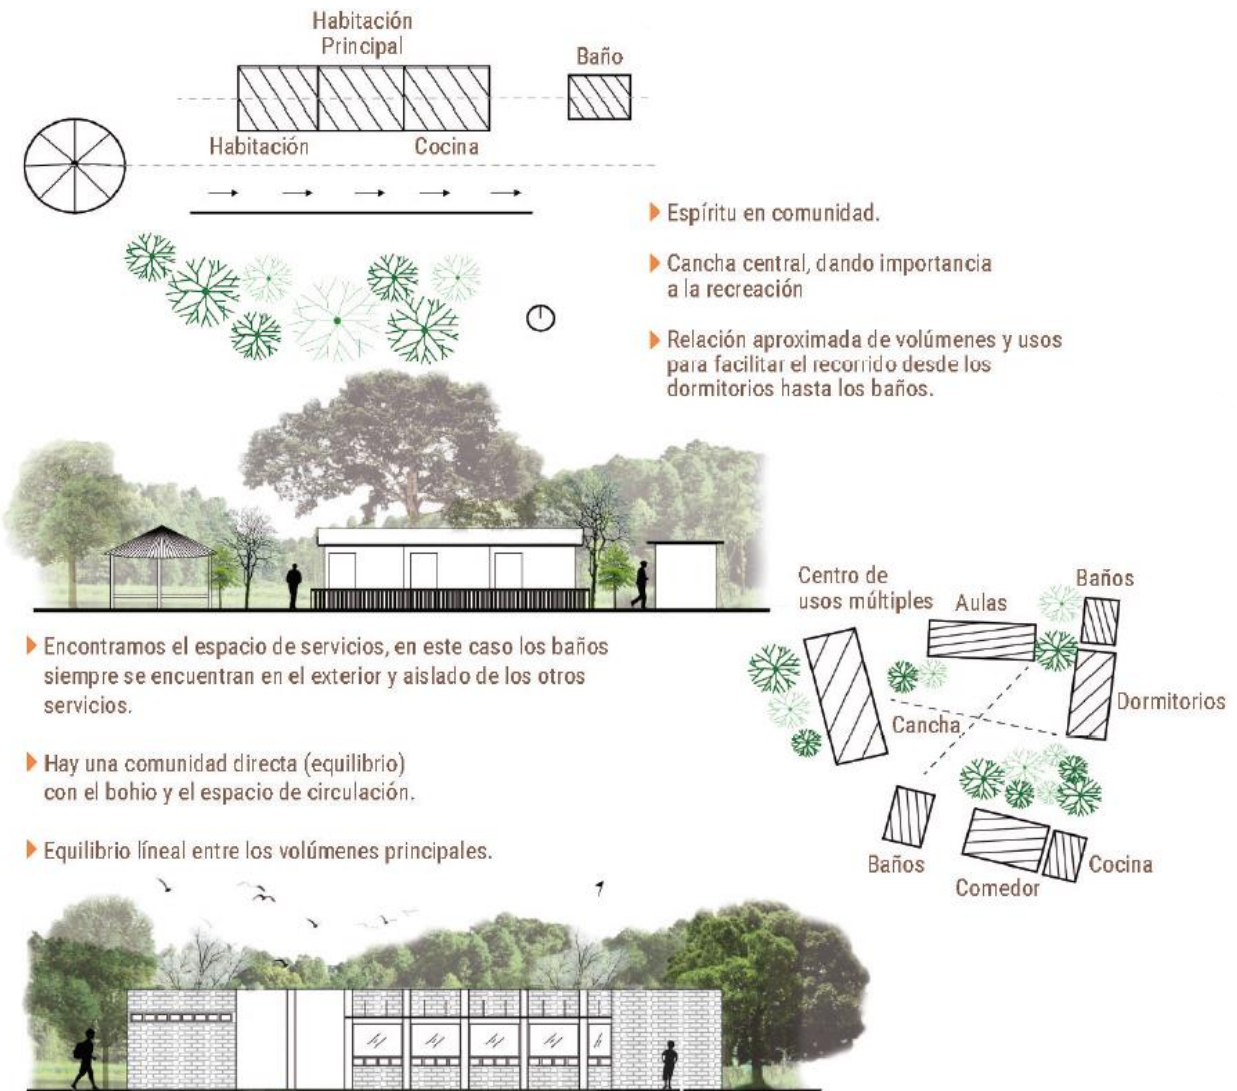 Habitación
Principal
Baño
Habitación
Cocina
Espíritu en comunidad.
Cancha central, dando importancia
a la recreación
Relación aproximada de volúmenes y usos
para facilitar el recorrido desde los
dormitorios hasta los baños.
Encontramos el espacio de servicios, en este caso los baños
siempre se encuentran en el exterior y aislado de los otros
servicios.
Hay una comunidad directa (equilibrio)
con el bohio y el espacio de circulación.
Equilibrio líneal entre los volúmenes principales.
Centro de
usos múltiples
Aulas
Baños
Dormitorios
Cancha
Baños
Comedor
Cocina